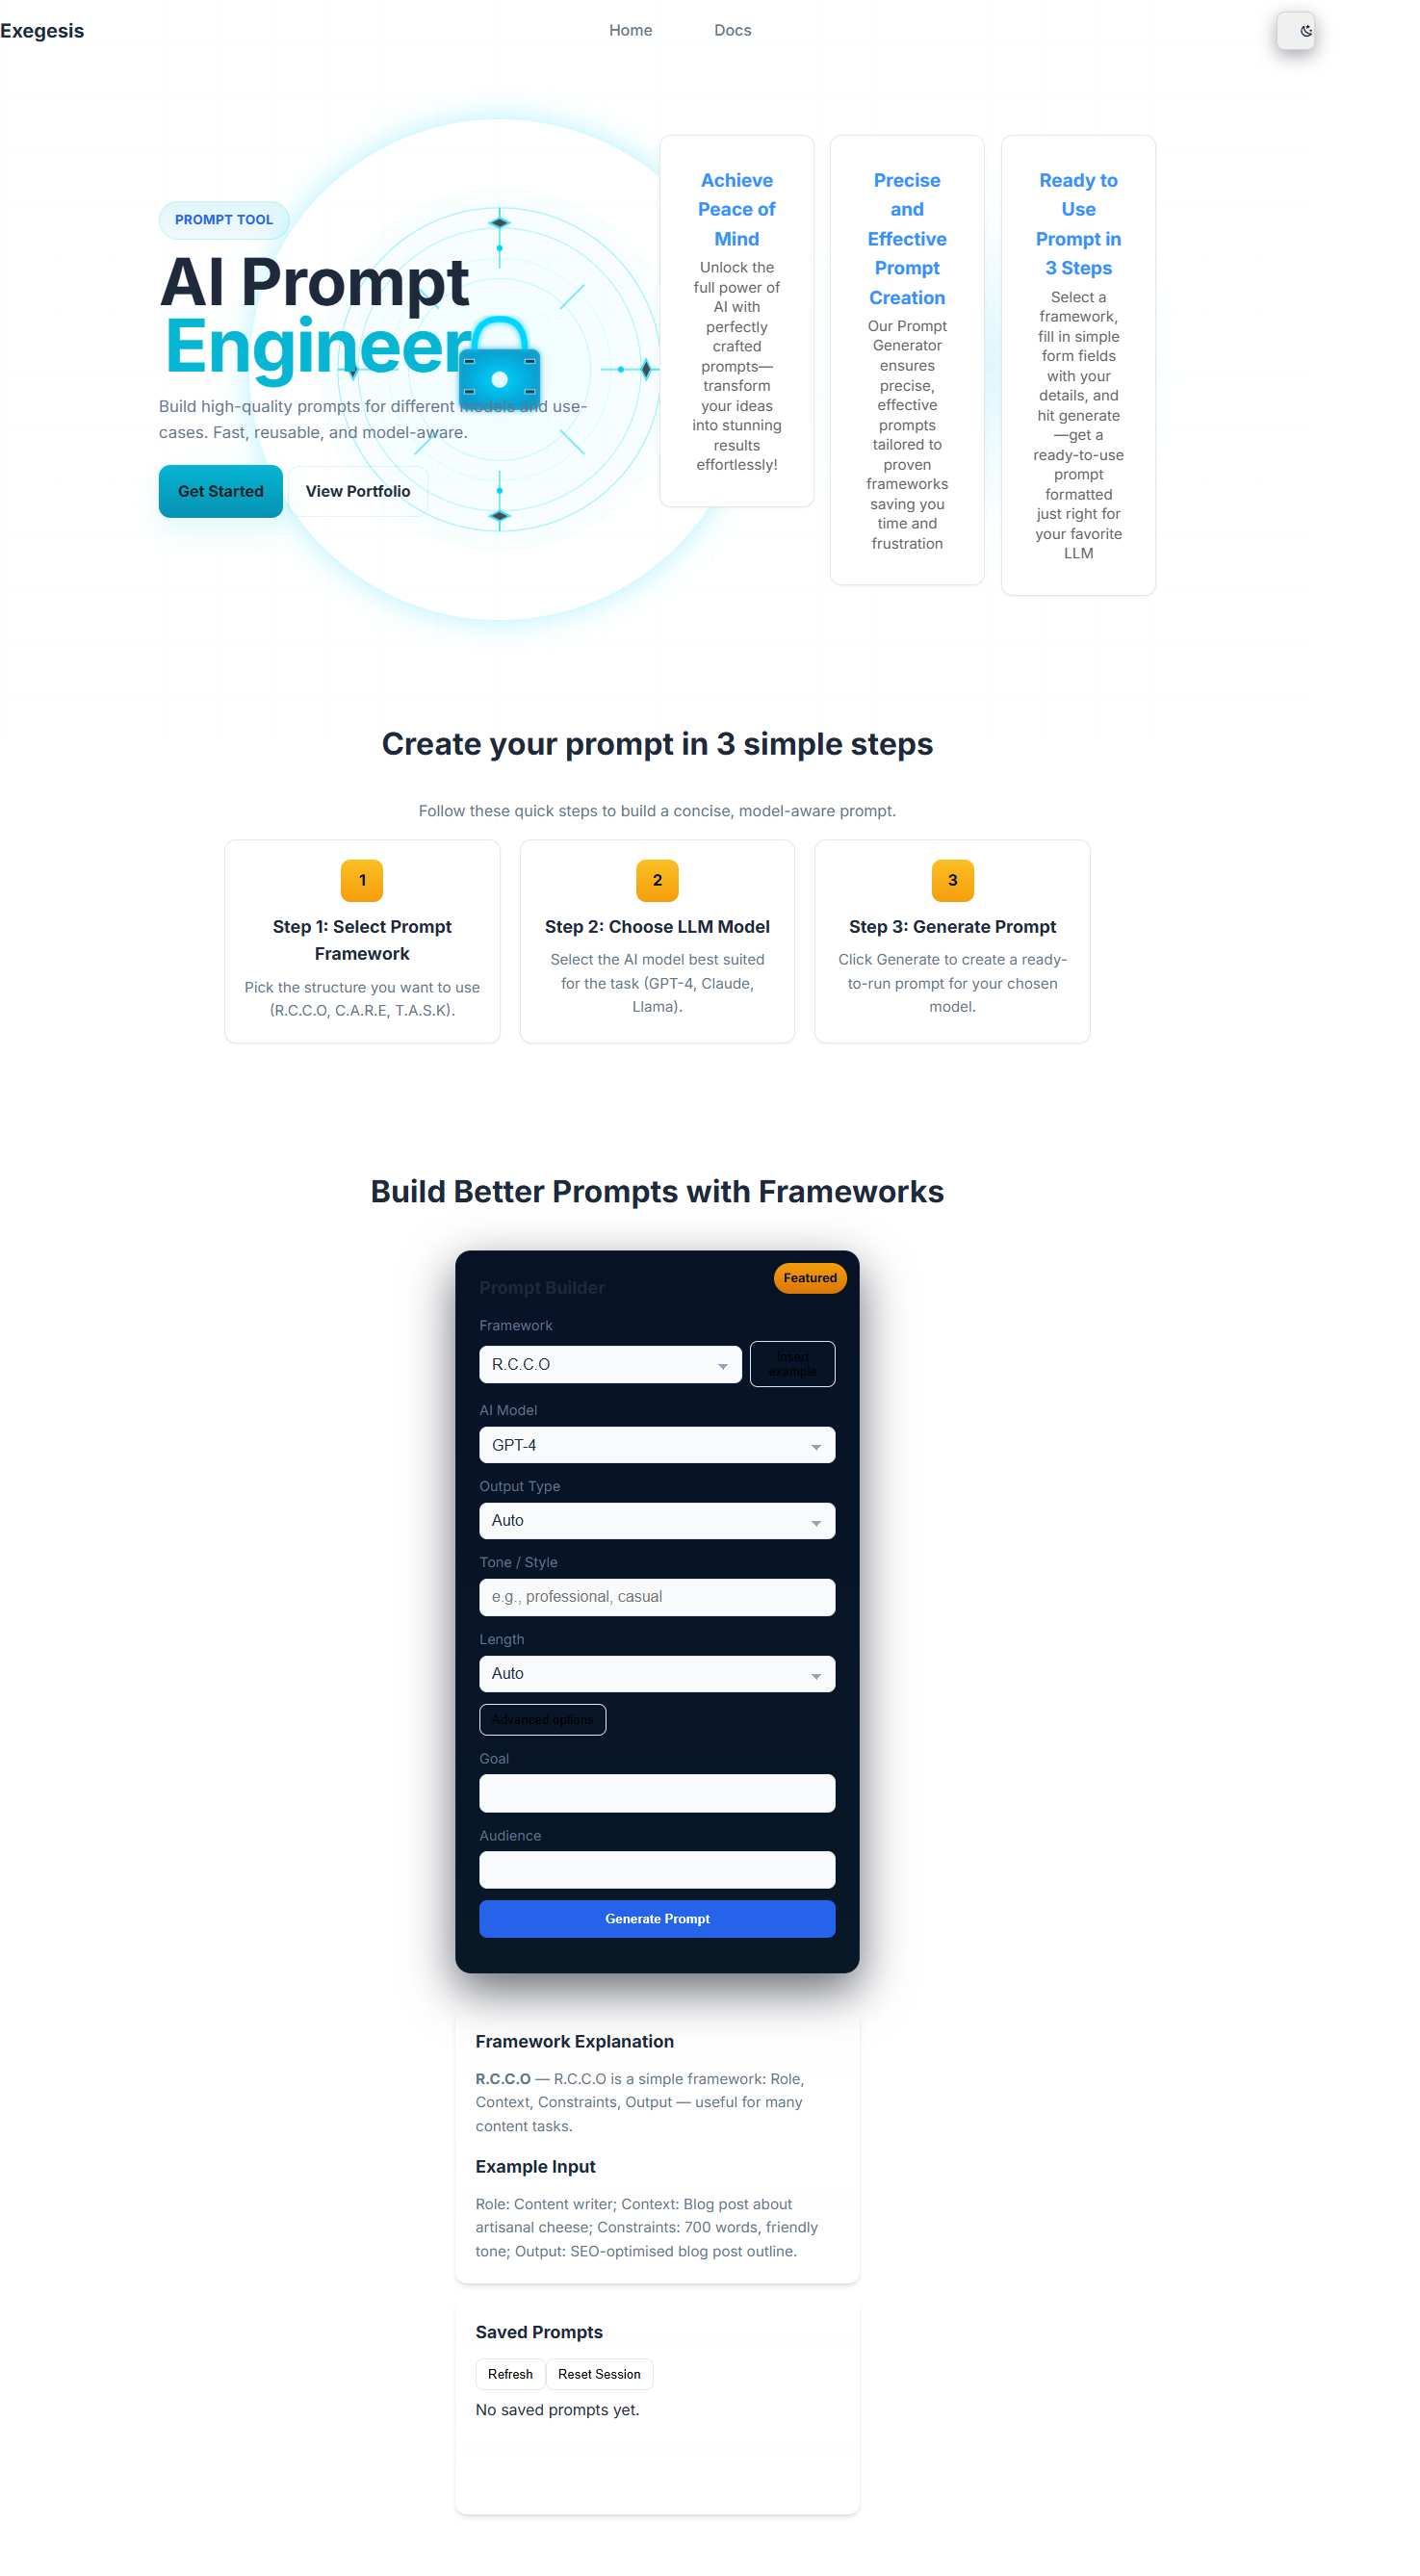 Exegesis
Home
Docs
PROMPT TOOL
AI Prompt
Engineer
Build high-quality prompts for different models and use-
cases. Fast, reusable, and model-aware.
Get Started
View Portfolio
Achieve
Peace of
Mind
Unlock the
full power of
AI with
perfectly
crafted
prompts—
transform
your ideas
into stunning
results
effortlessly!
Precise
and
Effective
Prompt
Creation
Our Prompt
Generator
ensures
precise,
effective
prompts
tailored to
proven
frameworks
saving you
time and
frustration
Ready to
Use
Prompt in
3 Steps
Select a
framework,
fill in simple
form fields
with your
details, and
hit generate
—get a
ready-to-use
prompt
formatted
just right for
your favorite
LLM
Create your prompt in 3 simple steps
Follow these quick steps to build a concise, model-aware prompt.
1
Step 1: Select Prompt
Framework
Pick the structure you want to use
(R.C.C.O, C.A.R.E, T.A.S.K).
2
Step 2: Choose LLM Model
Select the AI model best suited
for the task (GPT-4, Claude,
Llama).
3
Step 3: Generate Prompt
Click Generate to create a ready-
to-run prompt for your chosen
model.
Build Better Prompts with Frameworks
Prompt Builder
Featured
Framework
R.C.C.O
Insert
example
AI Model
GPT-4
Output Type
Auto
Tone / Style
e.g., professional, casual
Length
Auto
Advanced options
Goal
Audience
Generate Prompt
Framework Explanation
R.C.C.O — R.C.C.O is a simple framework: Role,
Context, Constraints, Output — useful for many
content tasks.
Example Input
Role: Content writer; Context: Blog post about
artisanal cheese; Constraints: 700 words, friendly
tone; Output: SEO-optimised blog post outline.
Saved Prompts
Refresh
Reset Session
No saved prompts yet.